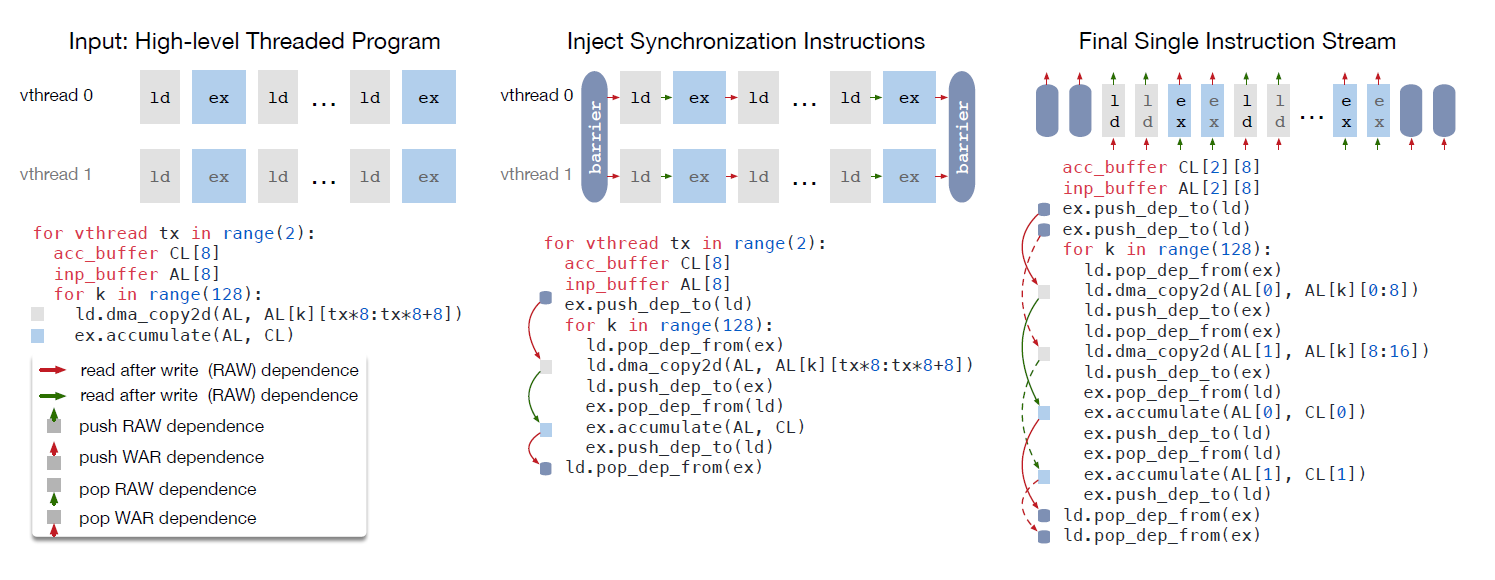 Input: High-level Threaded Program
vthread 0
ld ex ld ... ld ex
vthread 1
ld ex ld ... ld ex
for vthread tx in range(2):
acc_buffer CL[8]
inp_buffer AL[8]
for k in range(128):
ld.dma_copy2d(AL, AL[k][tx*8:tx*8+8])
ex.accumulate(AL, CL)
read after write (RAW) dependence
read after write (RAW) dependence
push RAW dependence
push WAR dependence
pop RAW dependence
pop WAR dependence
Inject Synchronization Instructions
vthread 0
barrier
ld ex ld ... ld ex
barrier
vthread 1
ld ex ld ... ld ex
for vthread tx in range(2):
acc_buffer CL[8]
inp_buffer AL[8]
ex.push_dep_to(ld)
for k in range(128):
ld.pop_dep_from(ex)
ld.dma_copy2d(AL, AL[k][tx*8:tx*8+8])
ld.push_dep_to(ex)
ex.pop_dep_from(ld)
ex.accumulate(AL, CL)
ex.push_dep_to(ld)
ld.pop_dep_from(ex)
Final Single Instruction Stream
ld ld ex ex ld ld ... ex ex
acc_buffer CL[2][8]
inp_buffer AL[2][8]
ex.push_dep_to(ld)
ex.push_dep_to(ld)
for k in range(128):
ld.pop_dep_from(ex)
ld.dma_copy2d(AL[0], AL[k][0:8])
ld.push_dep_to(ex)
ld.pop_dep_from(ex)
ld.dma_copy2d(AL[1], AL[k][8:16])
ld.push_dep_to(ex)
ex.pop_dep_from(ld)
ex.accumulate(AL[0], CL[0])
ex.push_dep_to(ld)
ex.pop_dep_from(ld)
ex.accumulate(AL[1], CL[1])
ex.push_dep_to(ld)
ld.pop_dep_from(ex)
ld.pop_dep_from(ex)